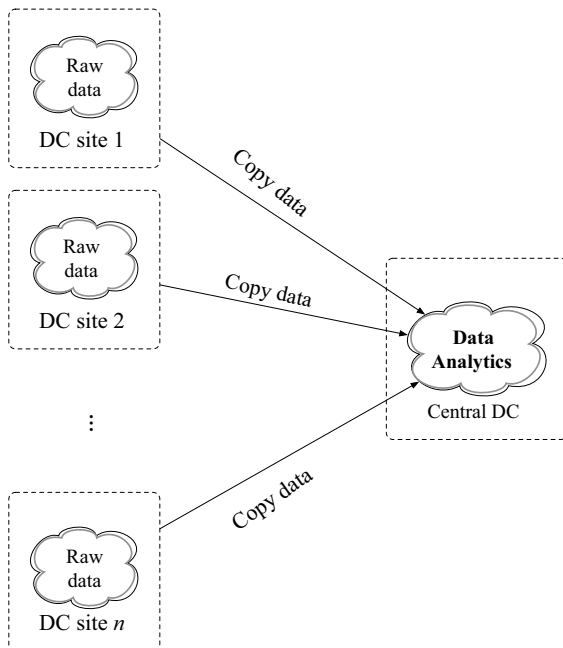 Raw
data
DC site 1
Copy data
Raw
data
DC site 2
Copy data
Data
Analytics
Central DC
...
Copy data
Raw
data
DC site n